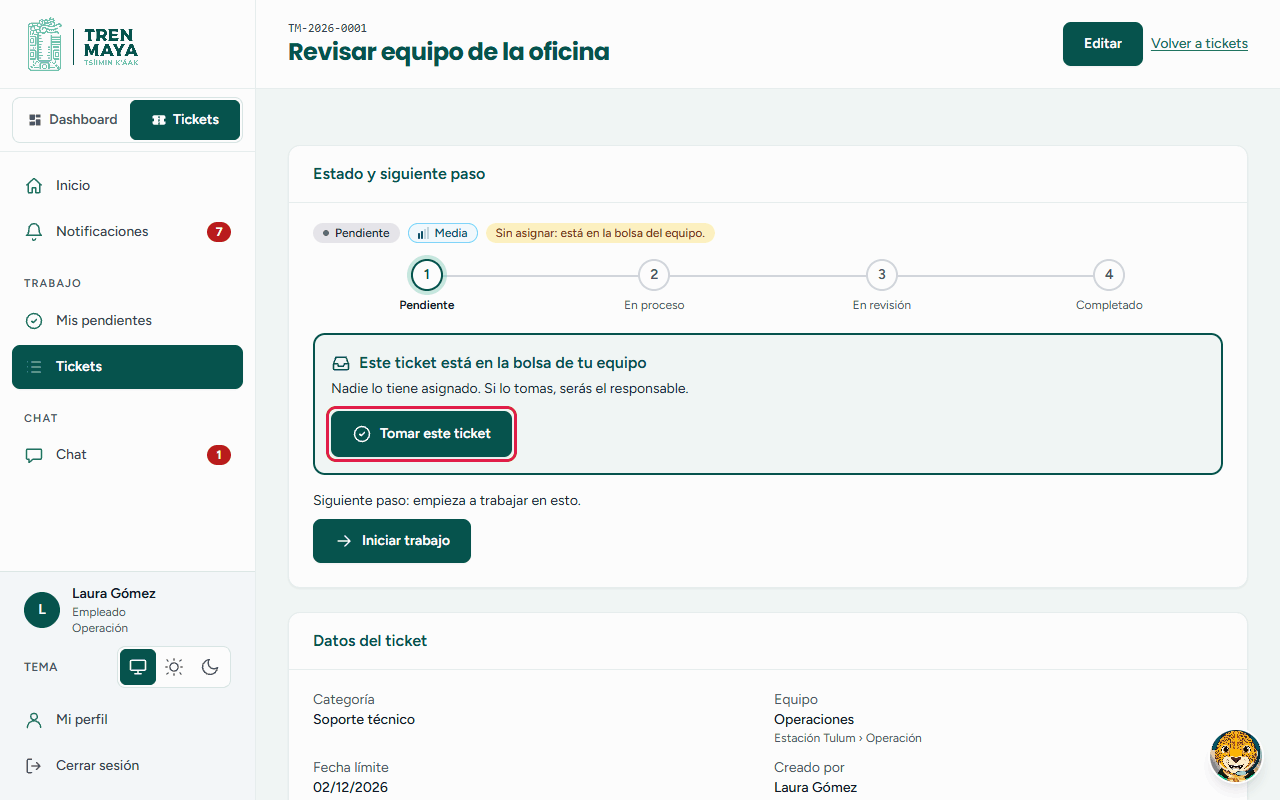 TREN
MAYA
TSÍIMIN K'ÁAK
Dashboard
Tickets
Inicio
Notificaciones
7
TRABAJO
Mis pendientes
Tickets
CHAT
Chat
1
L
Laura Gómez
Empleado
Operación
TEMA
Mi perfil
Cerrar sesión
TM-2026-0001
Revisar equipo de la oficina
Editar
Volver a tickets
Estado y siguiente paso
Pendiente
Media
Sin asignar: está en la bolsa del equipo.
1
2
3
4
Pendiente
En proceso
En revisión
Completado
Este ticket está en la bolsa de tu equipo
Nadie lo tiene asignado. Si lo tomas, serás el responsable.
Tomar este ticket
Siguiente paso: empieza a trabajar en esto.
Iniciar trabajo
Datos del ticket
Categoría
Soporte técnico
Equipo
Operaciones
Estación Tulum › Operación
Fecha límite
02/12/2026
Creado por
Laura Gómez